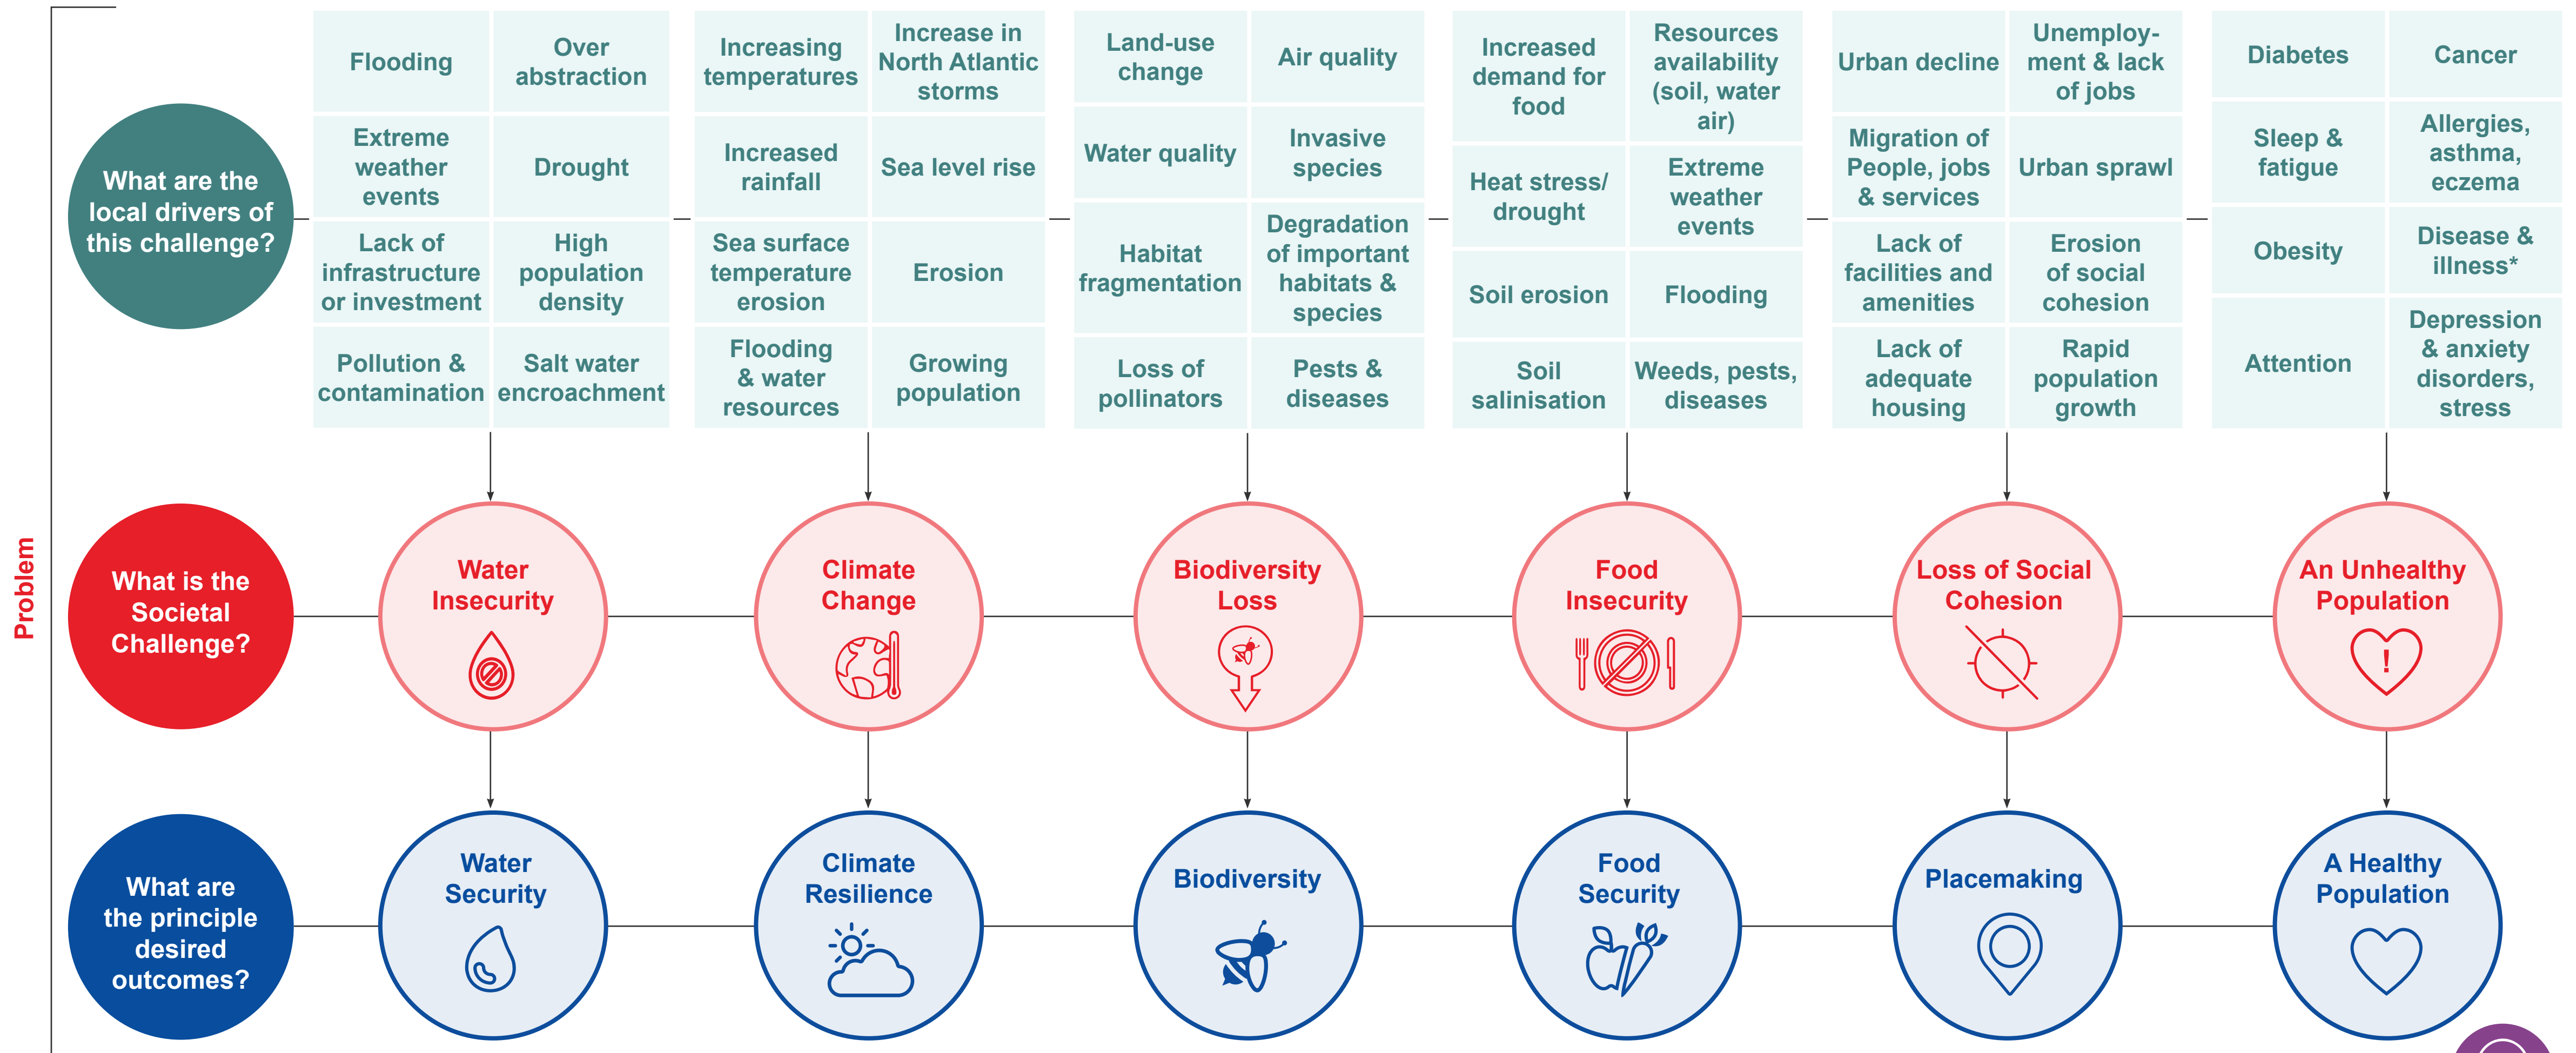 Problem
What are the
local drivers of
this challenge?
Flooding
Over
abstraction
Extreme
weather
events
Drought
Lack of
infrastructure
or investment
High
population
density
Pollution &
contamination
Salt water
encroachment
Increasing
temperatures
Increase in
North Atlantic
storms
Increased
rainfall
Sea level rise
Sea surface
temperature
erosion
Erosion
Flooding
& water
resources
Growing
population
Land-use
change
Air quality
Water quality
Invasive
species
Habitat
fragmentation
Degradation
of important
habitats &
species
Loss of
pollinators
Pests &
diseases
Increased
demand for
food
Resources
availability
(soil, water
air)
Heat stress/
drought
Extreme
weather
events
Soil erosion
Flooding
Soil
salinisation
Weeds, pests,
diseases
Urban decline
Unemploy-
ment & lack
of jobs
Migration of
People, jobs
& services
Urban sprawl
Lack of
facilities and
amenities
Erosion
of social
cohesion
Lack of
adequate
housing
Rapid
population
growth
Diabetes
Cancer
Sleep &
fatigue
Allergies,
asthma,
eczema
Obesity
Disease &
illness*
Attention
Depression
& anxiety
disorders,
stress
What is the
Societal
Challenge?
Water
Insecurity
Climate
Change
Biodiversity
Loss
Food
Insecurity
Loss of Social
Cohesion
An Unhealthy
Population
!
What are
the principle
desired
outcomes?
Water
Security
Climate
Resilience
Biodiversity
Food
Security
Placemaking
A Healthy
Population